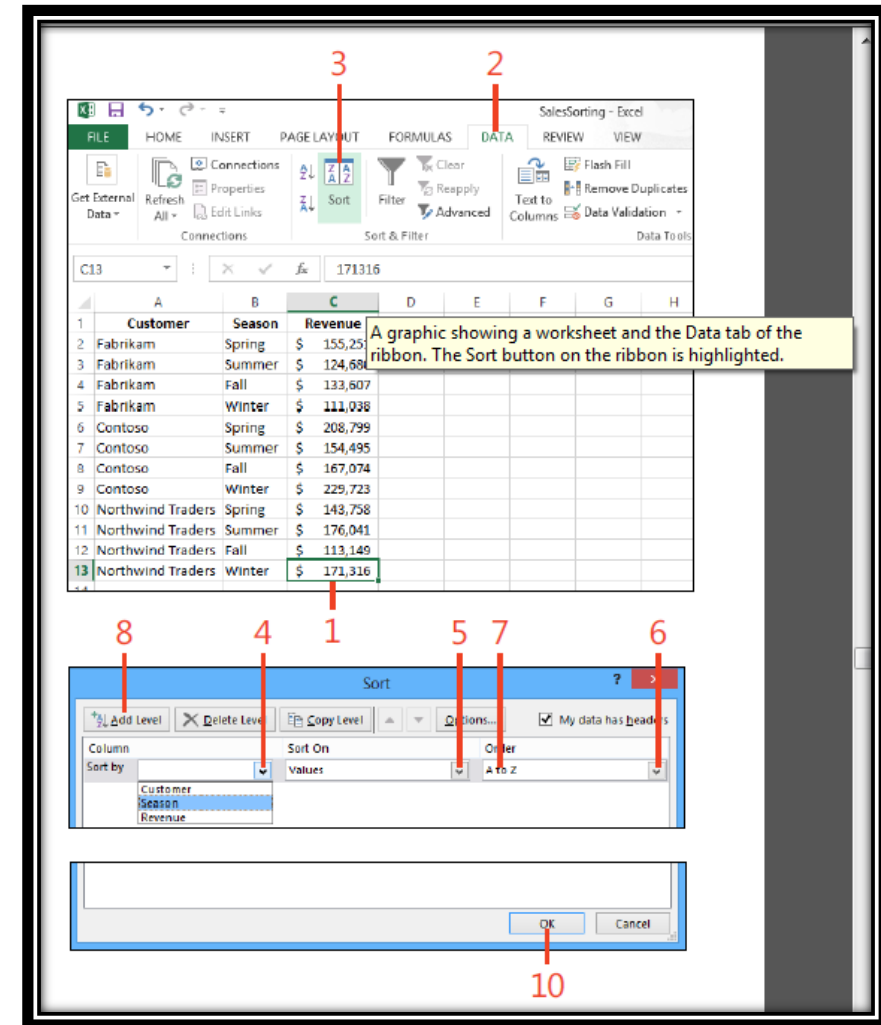 3 2
SalesSorting - Excel
FILE HOME INSERT PAGE LAYOUT FORMULAS DATA REVIEW VIEW
Get External Data
Refresh All
Connections
Properties
Edit Links
Connections
Sort
Filter
Clear
Reapply
Advanced
Sort & Filter
Text to Columns
Flash Fill
Remove Duplicates
Data Validation
Data Tools
C13 fx 171316
A B C D E F G H
1 Customer Season Revenue
2 Fabrikam Spring $ 155,25
3 Fabrikam Summer $ 124,68
4 Fabrikam Fall $ 133,607
5 Fabrikam Winter $ 111,038
6 Contoso Spring $ 208,799
7 Contoso Summer $ 154,495
8 Contoso Fall $ 167,074
9 Contoso Winter $ 229,723
10 Northwind Traders Spring $ 143,758
11 Northwind Traders Summer $ 176,041
12 Northwind Traders Fall $ 113,149
13 Northwind Traders Winter $ 171,316
A graphic showing a worksheet and the Data tab of the
ribbon. The Sort button on the ribbon is highlighted.
8 4 1 5 7 6
Sort ?
Add Level Delete Level Copy Level Options... My data has headers
Column Sort On Order
Sort by Values A to Z
Customer
Season
Revenue
OK Cancel
10